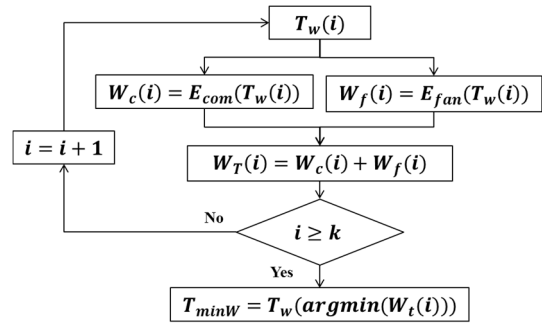 T_w(i)
W_c(i) = E_com(T_w(i))
W_f(i) = E_fan(T_w(i))
i = i + 1
W_T(i) = W_c(i) + W_f(i)
No
i ≥ k
Yes
T_minW = T_w(argmin(W_t(i)))